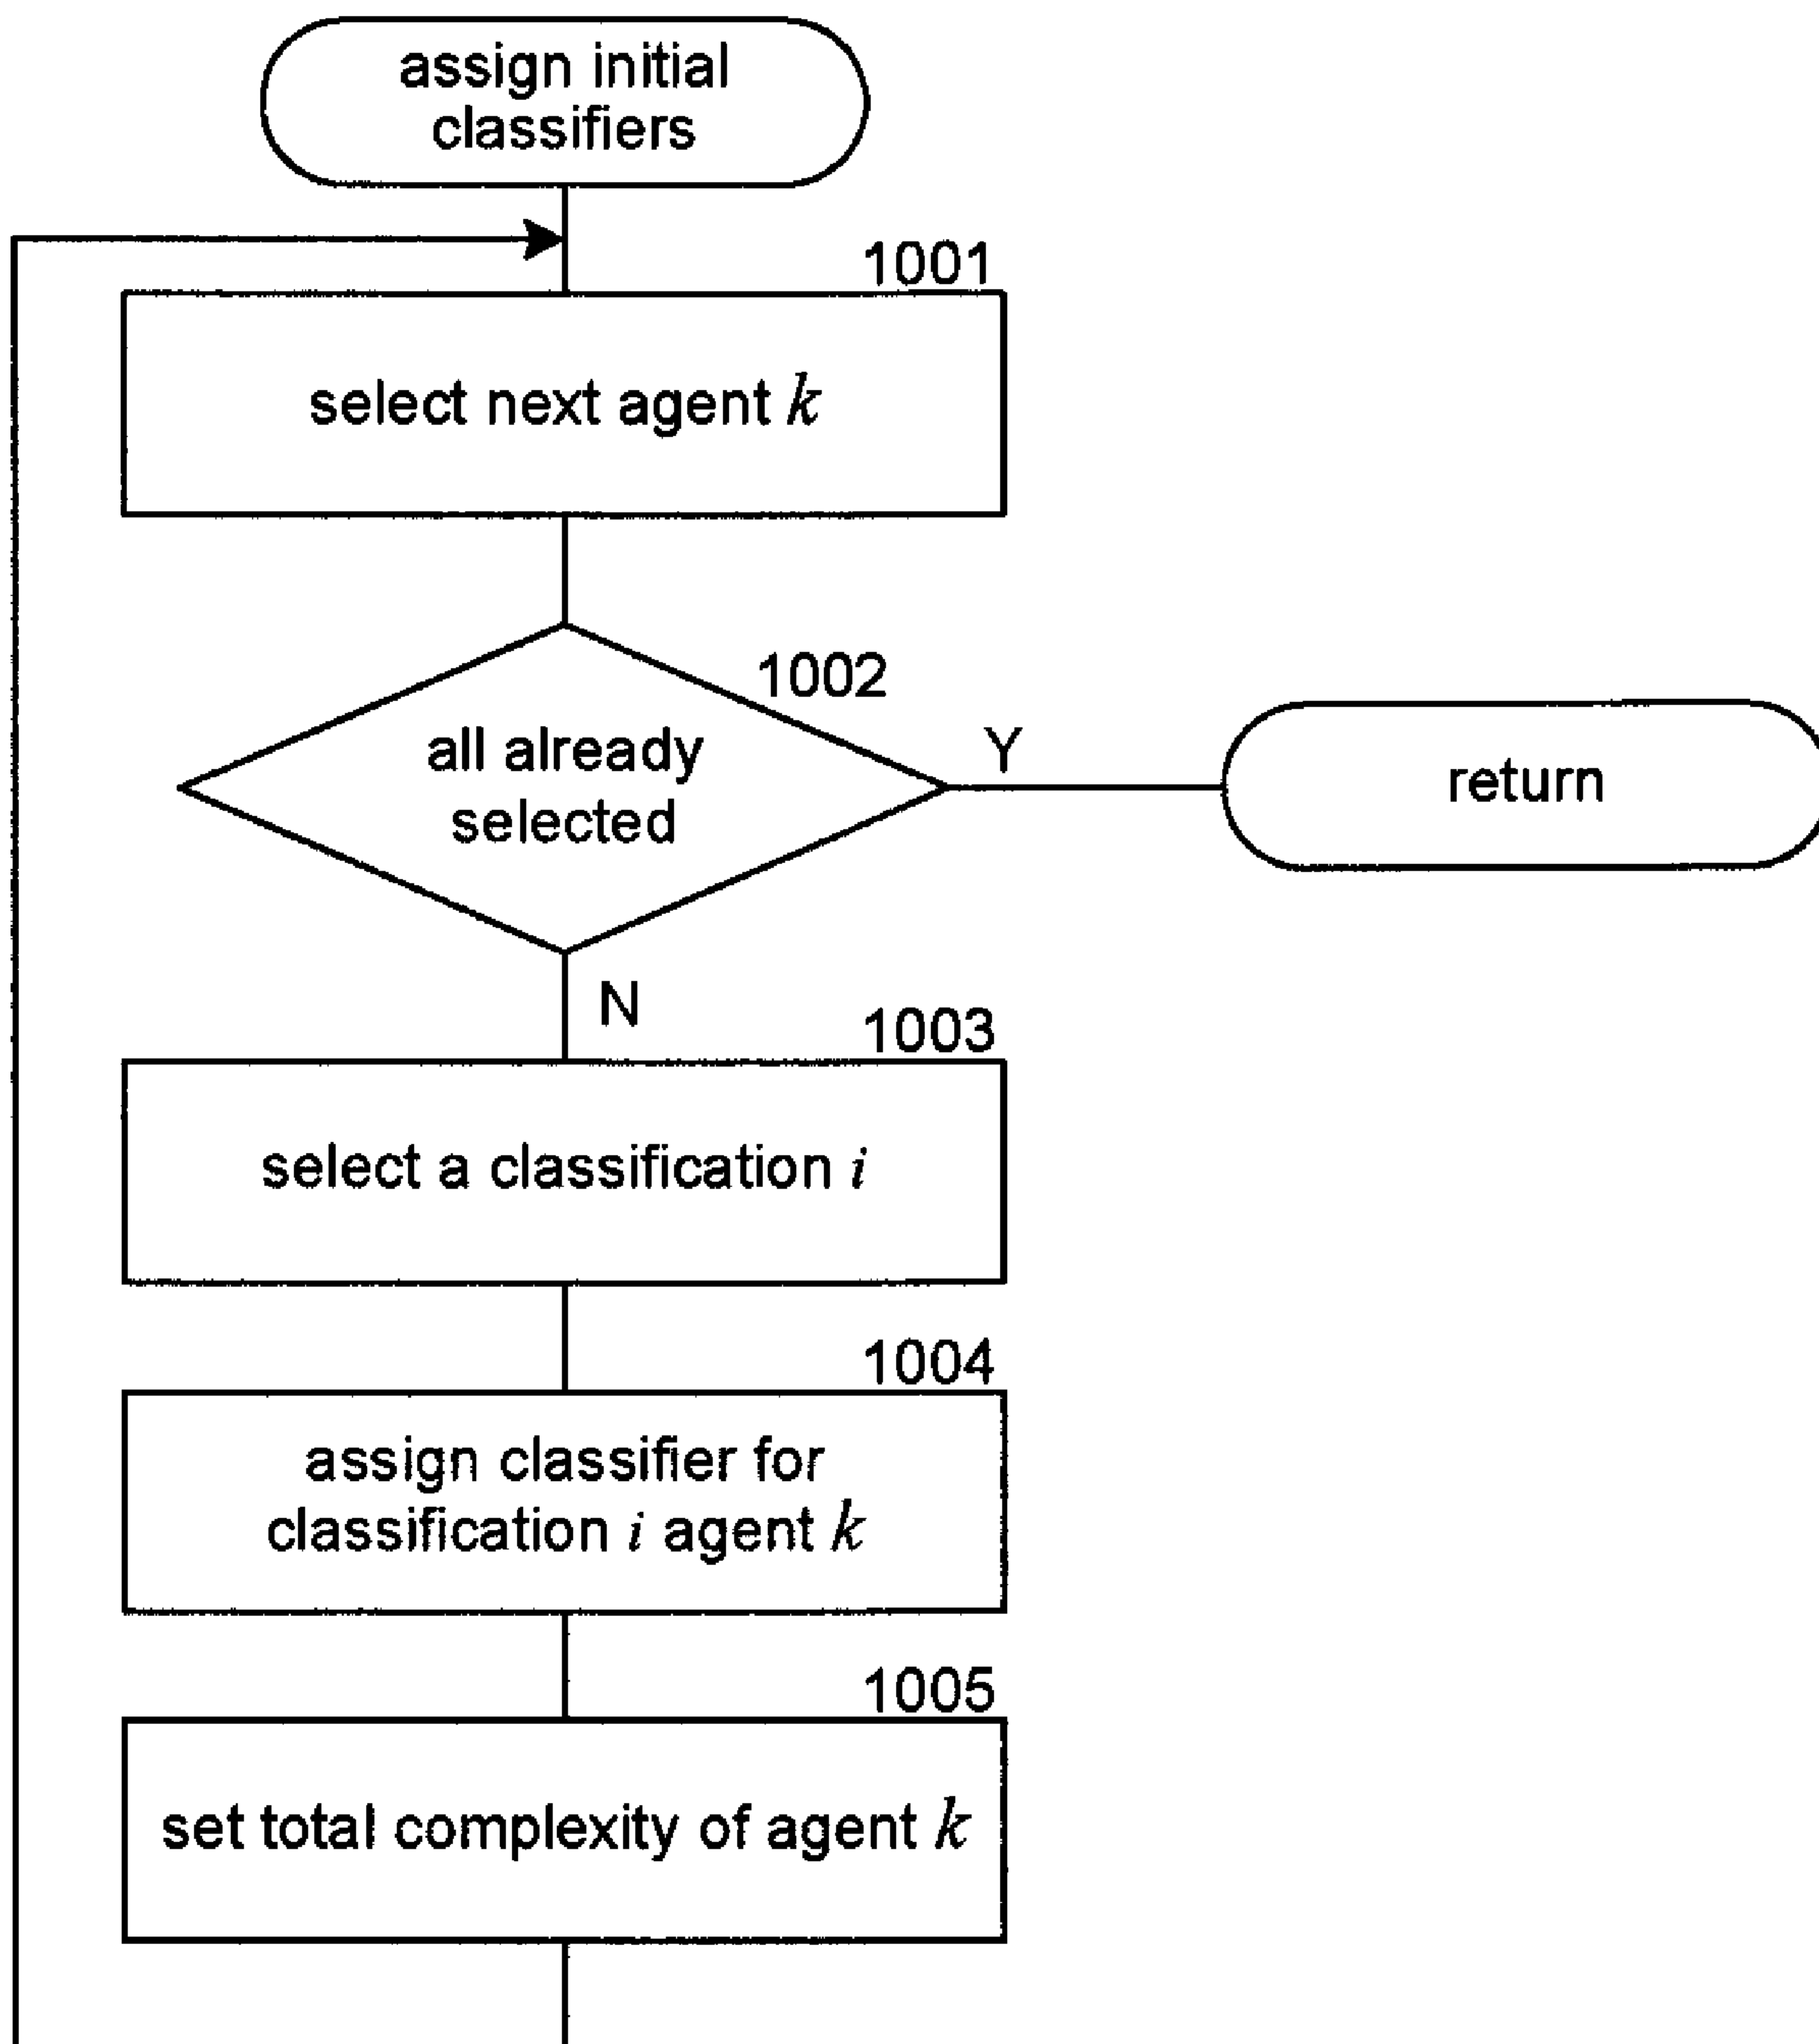 assign initial
classifiers
1001
select next agent k
1002
all already
selected
Y
return
N
1003
select a classification i
1004
assign classifier for
classification i agent k
1005
set total complexity of agent k